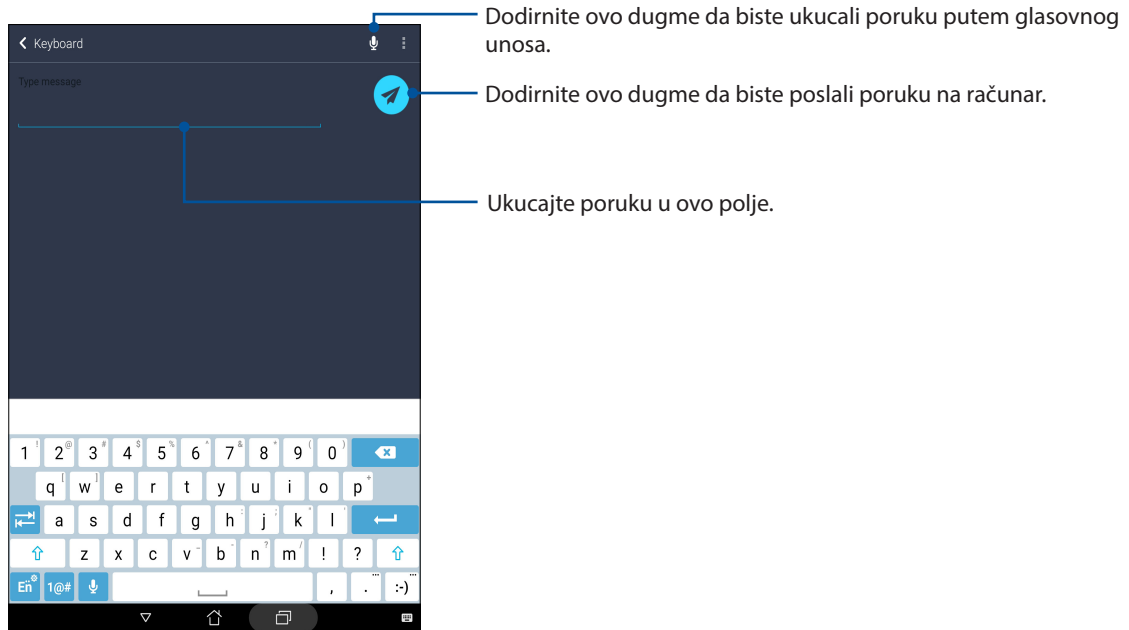 Dodirnite ovo dugme da biste ukucali poruku putem glasovnog
unosa.
Keyboard
Type message
Dodirnite ovo dugme da biste poslali poruku na računar.
Ukucajte poruku u ovo polje.
1 ! 2 @ 3 # 4 $ 5 % 6 ^ 7 & 8 * 9 ( 0 )
q [ w ] e r t y u i o p +
a s d f g h : j ; k " l '
z x c v - b n ? m / ! ?
En 1@# , . ... :-) ...